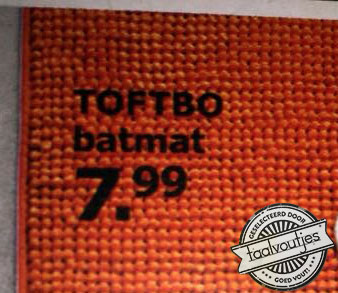 TOFTBO
batmat
7.99
GESELECTEERD DOOR
taalvoutjes
GOED VOUT!